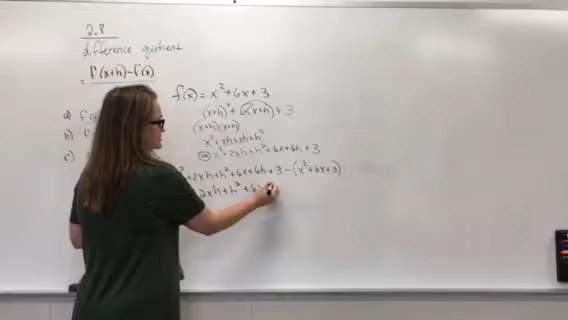 2.8
difference quotient
= f(x+h)-f(x)
f(x) = x²+6x+3
a)
(x+h)²+6(x+h)+3
b)
(x+h)(x+h)
x²+xh+xh+h²
c)
a) x²+2xh+h²+6x+6h+3
²+2xh+h²+6x+6h+3-(x²+6x+3)
2xh+h²+6